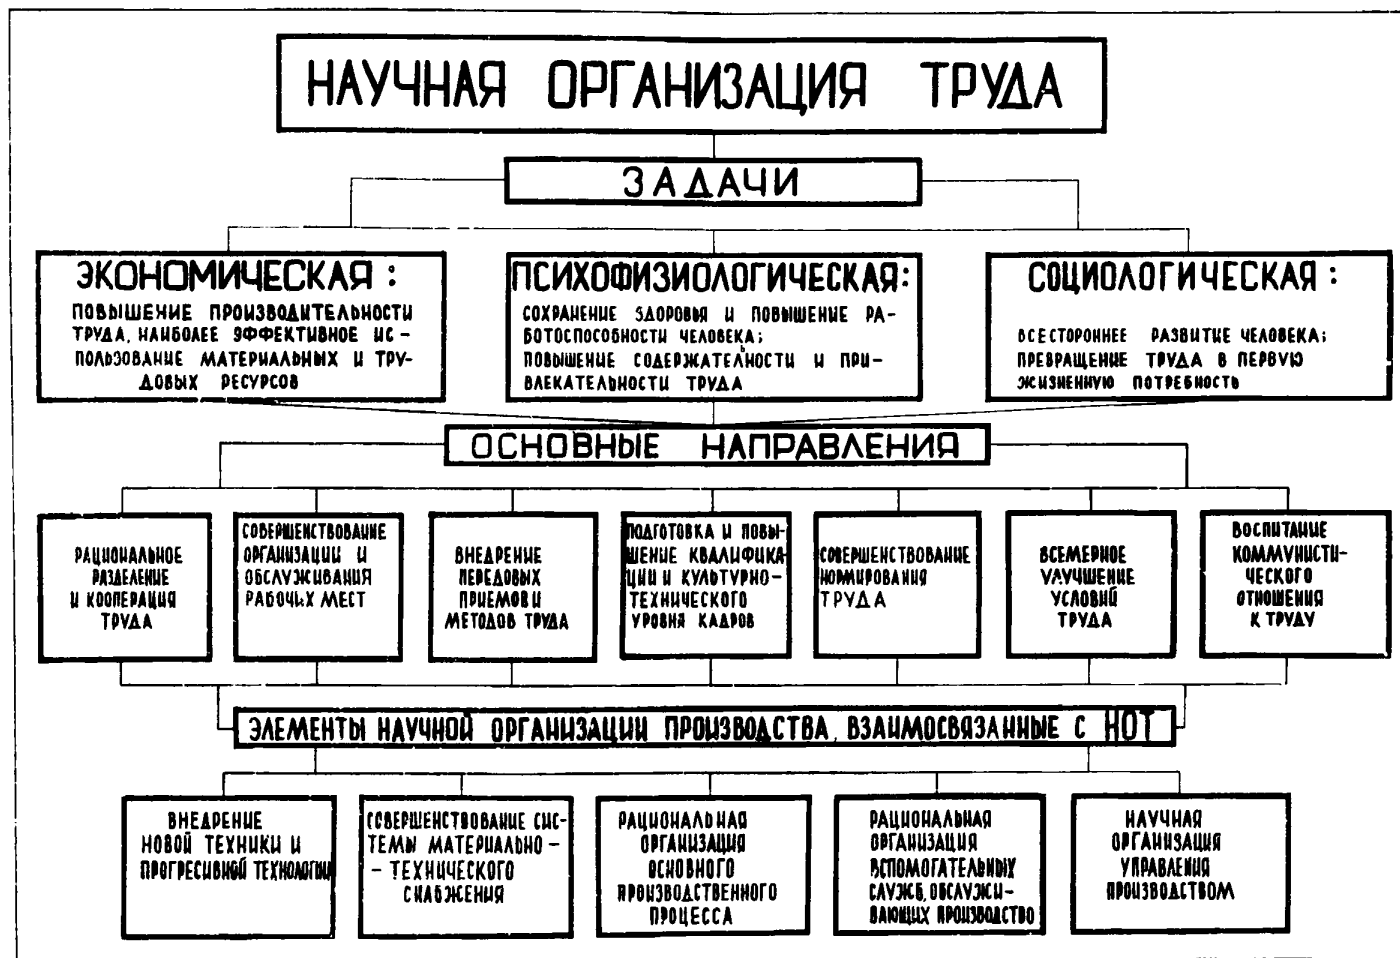 НАУЧНАЯ ОРГАНИЗАЦИЯ ТРУДА
ЗАДАЧИ
ЭКОНОМИЧЕСКАЯ:
ПОВЫШЕНИЕ ПРОИЗВОДИТЕЛЬНОСТИ
ТРУДА, НАИБОЛЕЕ ЭФФЕКТИВНОЕ ИС-
ПОЛЬЗОВАНИЕ МАТЕРИАЛЬНЫХ И ТРУ-
ДОВЫХ РЕСУРСОВ
ПСИХОФИЗИОЛОГИЧЕСКАЯ:
СОХРАНЕНИЕ ЗДОРОВЬЯ И ПОВЫШЕНИЕ РА-
БОТОСПОСОБНОСТИ ЧЕЛОВЕКА;
ПОВЫШЕНИЕ СОДЕРЖАТЕЛЬНОСТИ И ПРИ-
ВЛЕКАТЕЛЬНОСТИ ТРУДА
СОЦИОЛОГИЧЕСКАЯ:
ВСЕСТОРОННЕЕ РАЗВИТИЕ ЧЕЛОВЕКА;
ПРЕВРАЩЕНИЕ ТРУДА В ПЕРВУЮ
ЖИЗНЕННУЮ ПОТРЕБНОСТЬ
ОСНОВНЫЕ НАПРАВЛЕНИЯ
РАЦИОНАЛЬНОЕ
РАЗДЕЛЕНИЕ
И КООПЕРАЦИЯ
ТРУДА
СОВЕРШЕНСТВОВАНИЕ
ОРГАНИЗАЦИИ И
ОБСЛУЖИВАНИЯ
РАБОЧИХ МЕСТ
ВНЕДРЕНИЕ
ПЕРЕДОВЫХ
ПРИЕМОВ И
МЕТОДОВ ТРУДА
ПОДГОТОВКА И ПОВЫ-
ШЕНИЕ КВАЛИФИКА
ЦИИ И КУЛЬТУРНО-
ТЕХНИЧЕСКОГО
УРОВНЯ КАДРОВ
СОВЕРШЕНСТВОВАНИЕ
НОРМИРОВАНИЯ
ТРУДА
ВСЕМЕРНОЕ
УЛУЧШЕНИЕ
УСЛОВИЙ
ТРУДА
ВОСПИТАНИЕ
КОММУНИСТИ-
ЧЕСКОГО
ОТНОШЕНИЯ
К ТРУДУ
ЭЛЕМЕНТЫ НАУЧНОЙ ОРГАНИЗАЦИИ ПРОИЗВОДСТВА, ВЗАИМОСВЯЗАННЫЕ С НОТ
ВНЕДРЕНИЕ
НОВОЙ ТЕХНИКИ И
ПРОГРЕСИВНОЙ ТЕХНОЛОГИИ
СОВЕРШЕНСТВОВАНИЕ СИС-
ТЕМЫ МАТЕРИАЛЬНО-
-ТЕХНИЧЕСКОГО
СНАБЖЕНИЯ
РАЦИОНАЛЬНАЯ
ОРГАНИЗАЦИЯ
ОСНОВНОГО
ПРОИЗВОДСТВЕННОГО
ПРОЦЕССА
РАЦИОНАЛЬНАЯ
ОРГАНИЗАЦИЯ
ВСПОМОГАТЕЛЬНЫХ
СЛУЖБ, ОБСЛУЖИ-
ВАЮЩИХ ПРОИЗВОДСТВО
НАУЧНАЯ
ОРГАНИЗАЦИЯ
УПРАВЛЕНИЯ
ПРОИЗВОДСТВОМ